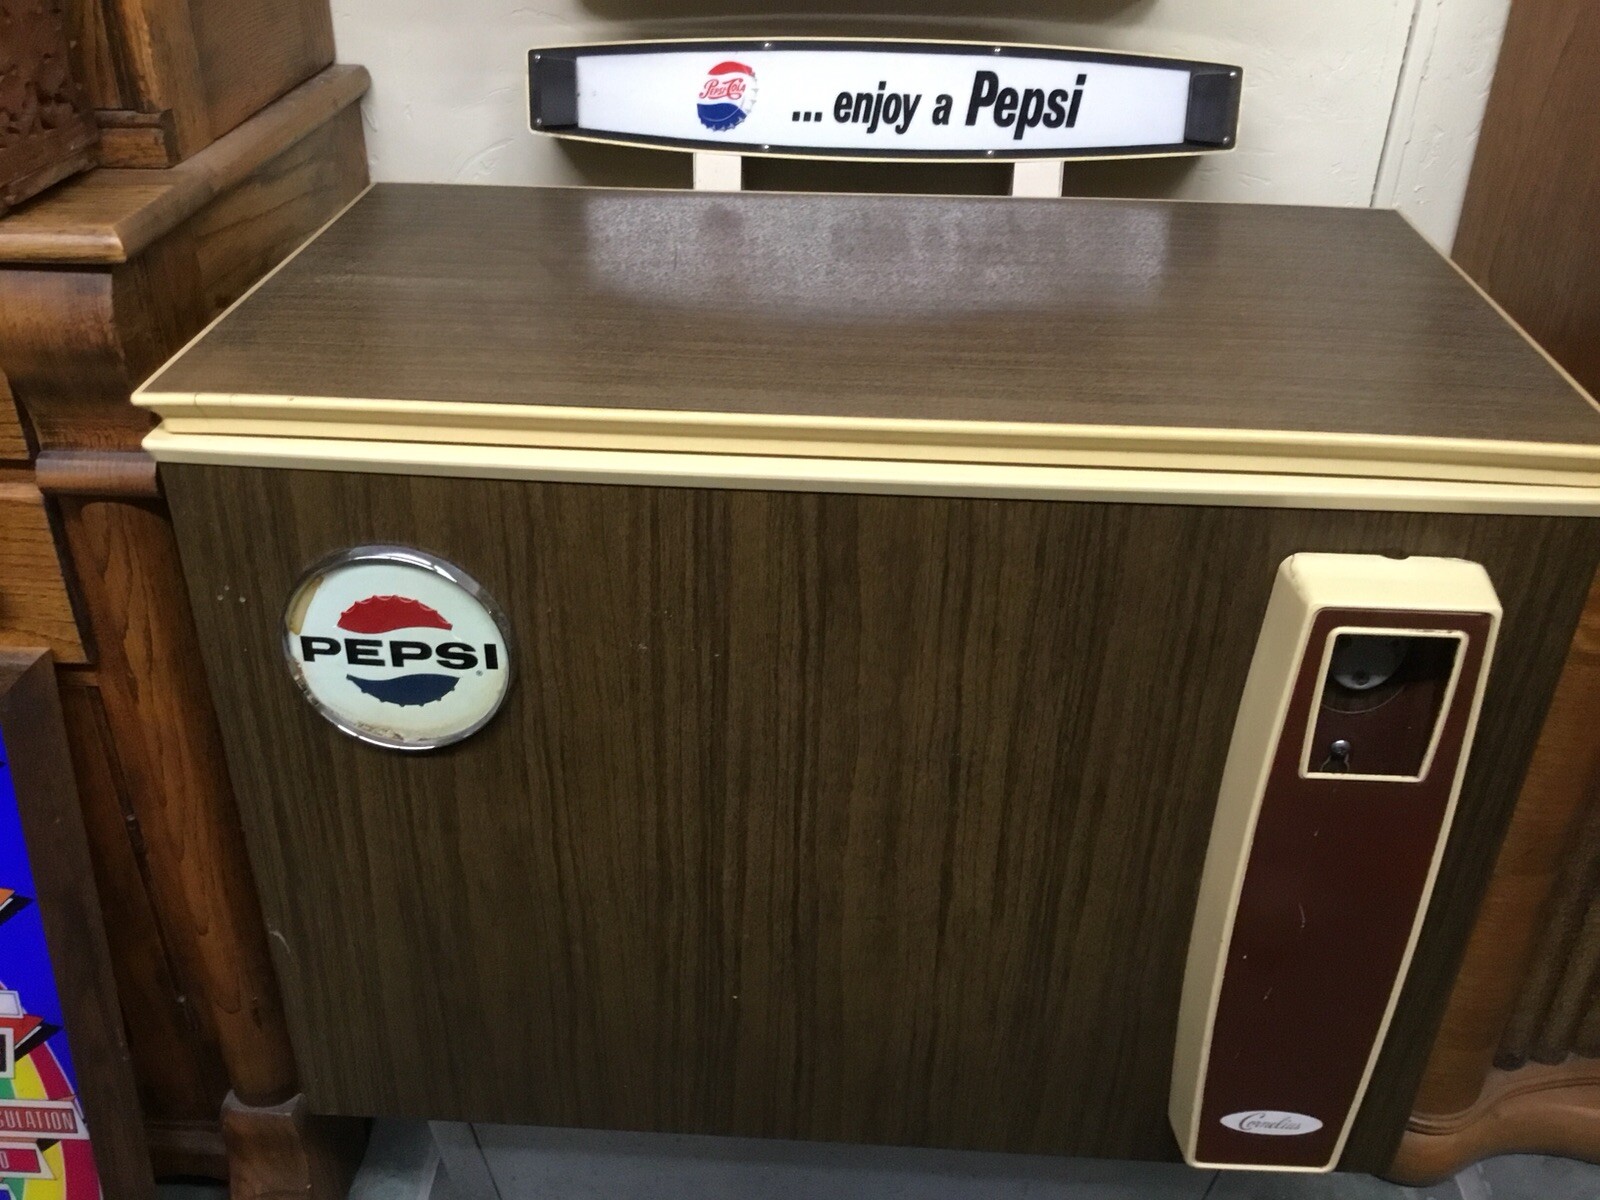 PEPSI-COLA
... enjoy a Pepsi
PEPSI
Cornelius